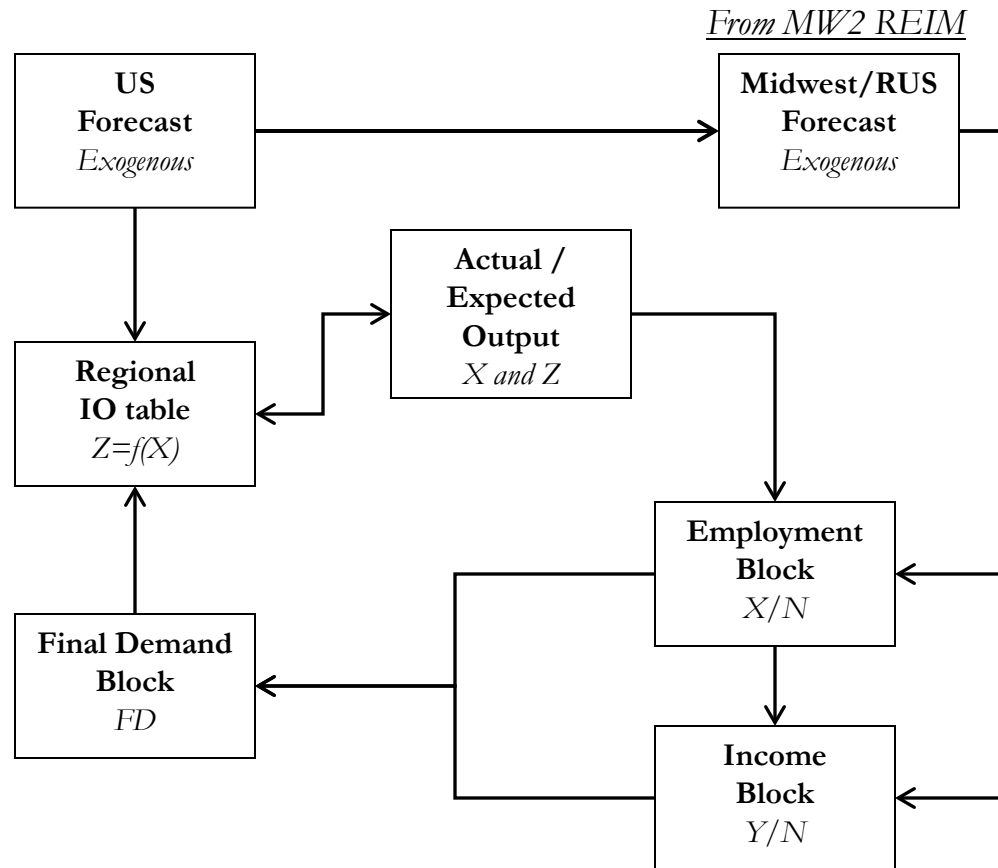 From MW2 REIM
US
Forecast
Exogenous
Midwest/RUS
Forecast
Exogenous
Actual /
Expected
Output
X and Z
Regional
IO table
Z=f(X)
Employment
Block
X/N
Final Demand
Block
FD
Income
Block
Y/N